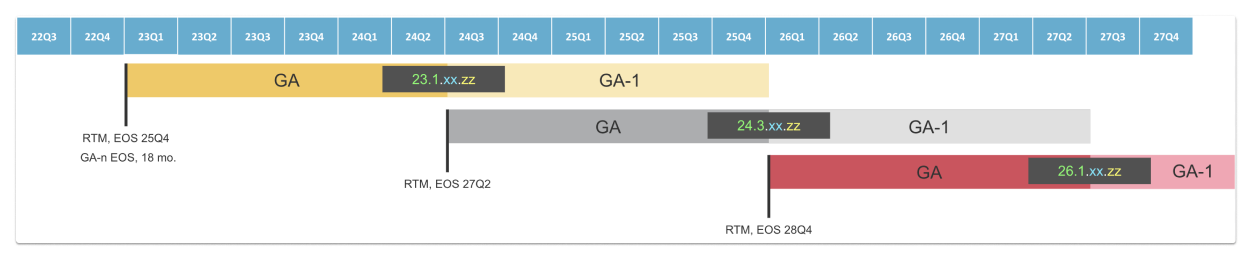 22Q3 22Q4 23Q1 23Q2 23Q3 23Q4 24Q1 24Q2 24Q3 24Q4 25Q1 25Q2 25Q3 25Q4 26Q1 26Q2 26Q3 26Q4 27Q1 27Q2 27Q3 27Q4
GA 23.1.xx.zz GA-1
RTM, EOS 25Q4
GA-n EOS, 18 mo.
GA 24.3.xx.zz GA-1
RTM, EOS 27Q2
GA 26.1.xx.zz GA-1
RTM, EOS 28Q4